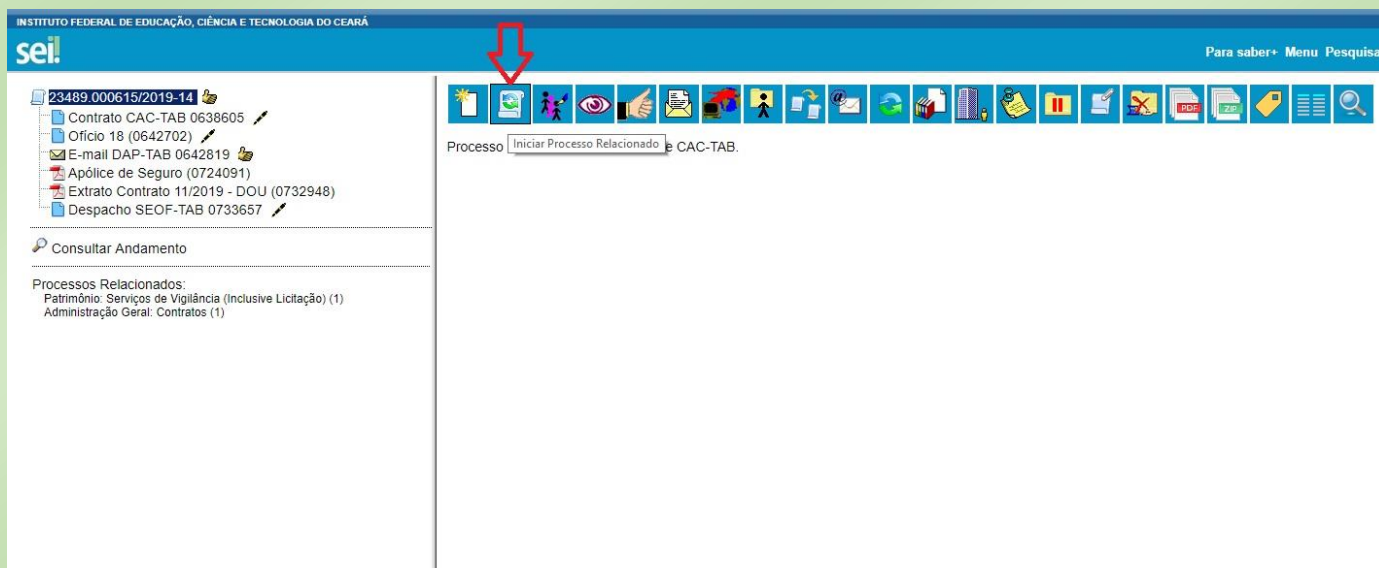 INSTITUTO FEDERAL DE EDUCAÇÃO, CIÊNCIA E TECNOLOGIA DO CEARÁ
sei!
Para saber+ Menu Pesquisa
23489.000615/2019-14
Contrato CAC-TAB 0638605
Ofício 18 (0642702)
E-mail DAP-TAB 0642819
Apólice de Seguro (0724091)
Extrato Contrato 11/2019 - DOU (0732948)
Despacho SEOF-TAB 0733657
Consultar Andamento
Processos Relacionados:
Patrimônio: Serviços de Vigilância (Inclusive Licitação) (1)
Administração Geral: Contratos (1)
PDF
ZIP
Processo
Iniciar Processo Relacionado
e CAC-TAB.